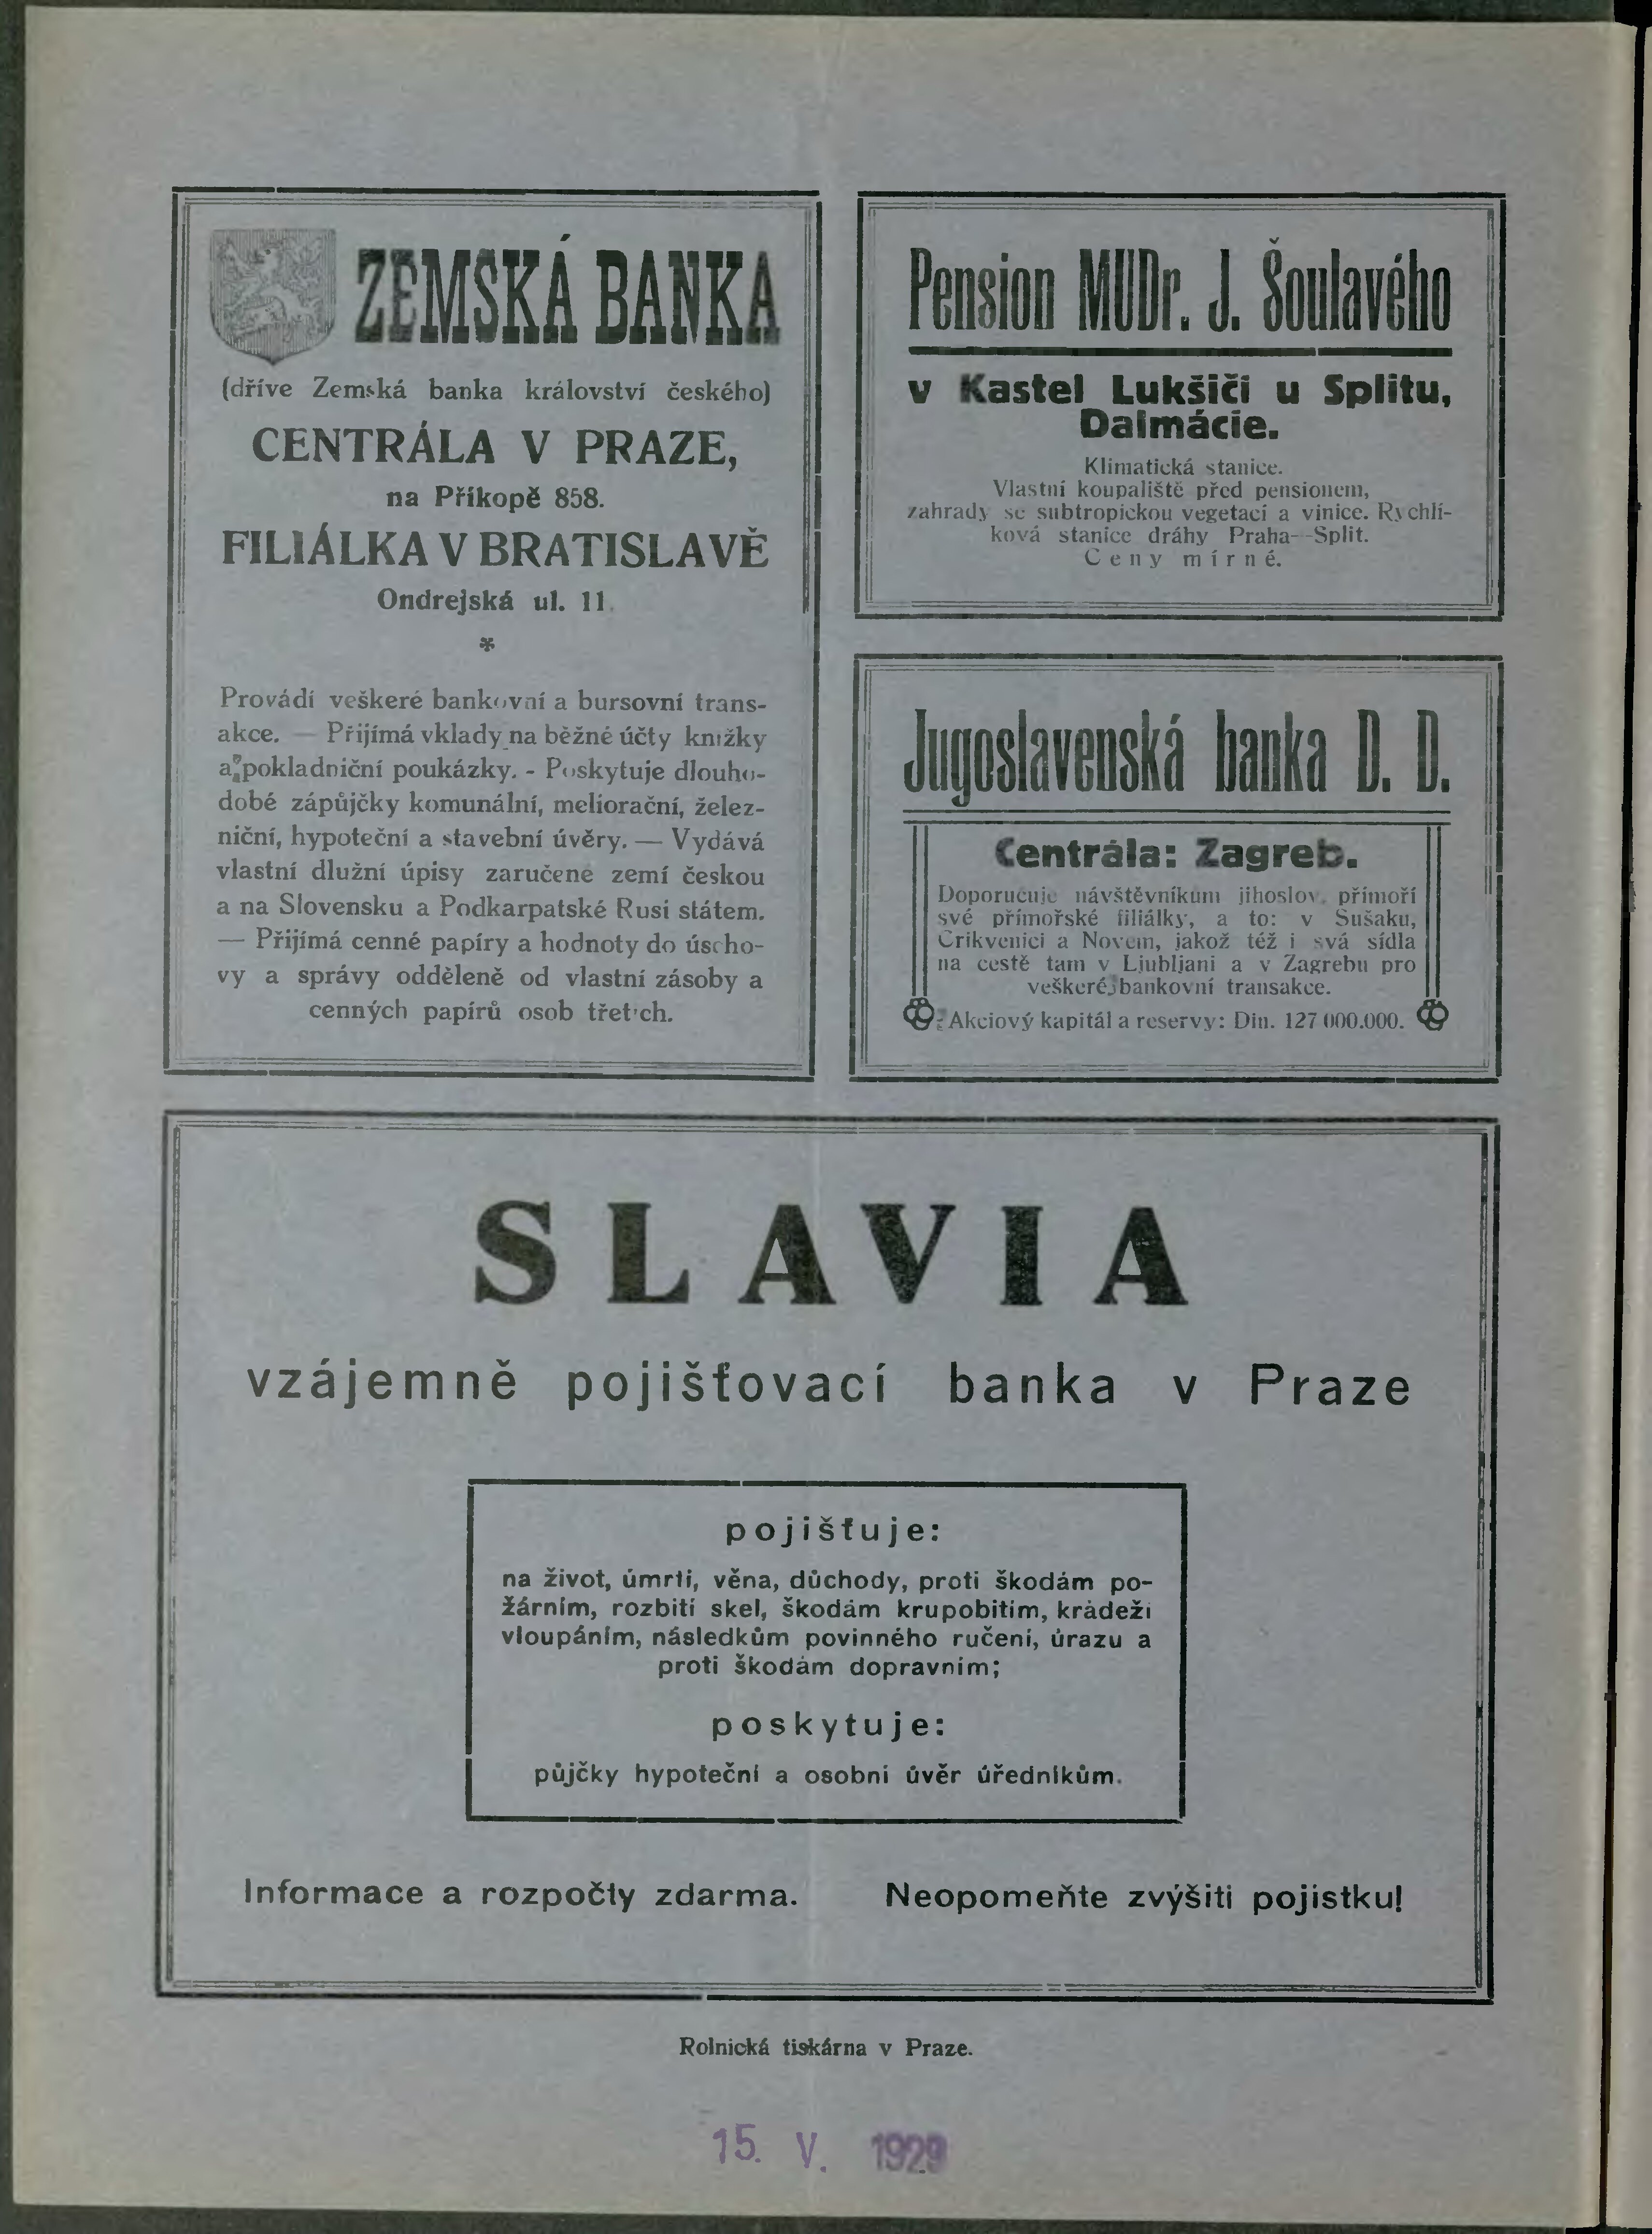 ZEMSKÁ BANKA
(dříve Zemská banka království českého)
CENTRÁLA V PRAZE,
na Příkopě 858.
FILIÁLKA V BRATISLAVĚ
Ondrejská ul. 11.
*
Provádí veškeré bankovní a bursovní trans-
akce. — Přijímá vklady na běžné účty knížky
a pokladniční poukázky. - Poskytuje dlouho-
dobé zápůjčky komunální, meliorační, želez-
niční, hypoteční a stavební úvěry. — Vydává
vlastní dlužní úpisy zaručené zemí českou
a na Slovensku a Podkarpatské Rusi státem.
— Přijímá cenné papíry a hodnoty do úscho-
vy a správy odděleně od vlastní zásoby a
cenných papírů osob třetích.
Pension MUDr. J. Šoulavého
v Kastel Lukšiči u Splitu,
Dalmácie.
Klimatická stanice.
Vlastní koupaliště před pensionem,
zahrady se subtropickou vegetací a vinice. Rychlí-
ková stanice dráhy Praha—Split.
Ceny mírné.
Jugoslavenská banka D. D.
Centrála: Zagreb.
Doporučuje návštěvníkům jihoslov. přímoří
své přímořské filiálky, a to: v Sušaku,
Crikvenici a Novem, jakož též i svá sídla
na cestě tam v Ljubljani a v Zagrebu pro
veškeré bankovní transakce.
Akciový kapitál a reservy: Din. 127 000.000.
SLAVIA
vzájemně pojišťovací banka v Praze
pojišťuje:
na život, úmrtí, věna, důchody, proti škodám po-
žárním, rozbití skel, škodám krupobitím, krádeží
vloupáním, následkům povinného ručení, úrazu a
proti škodám dopravním;
poskytuje:
půjčky hypoteční a osobní úvěr úředníkům.
Informace a rozpočty zdarma. Neopomeňte zvýšiti pojistku!
Rolnická tiskárna v Praze.
15. V. 1929